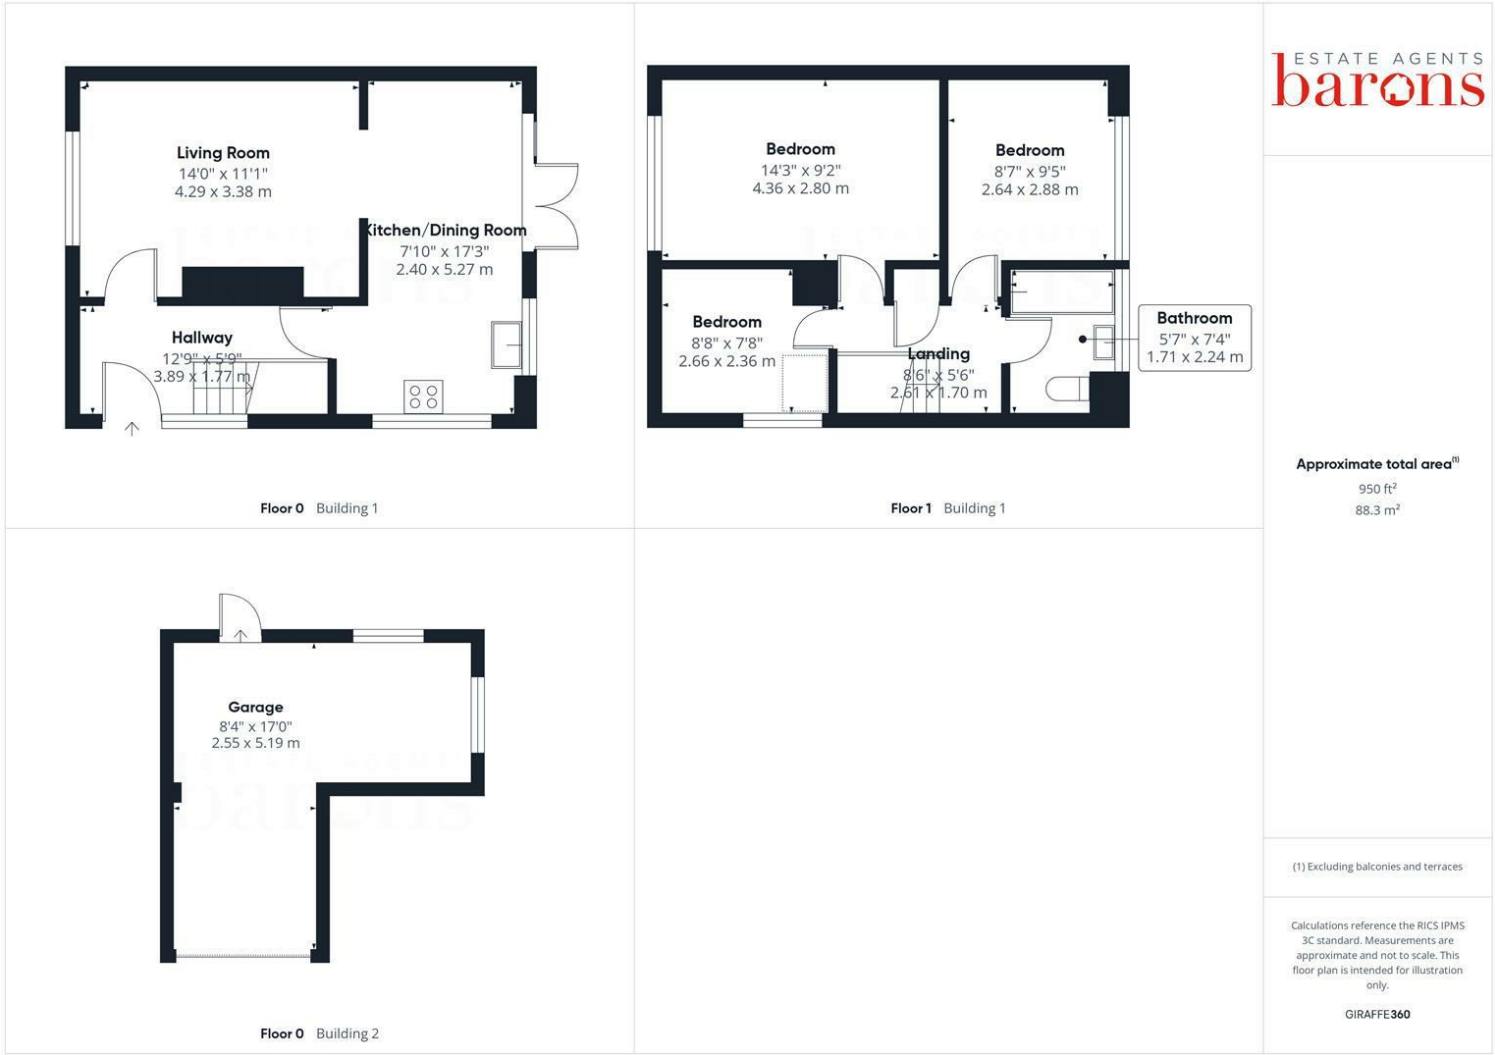 Living Room
14'0" x 11'1"
4.29 x 3.38 m
Kitchen/Dining Room
7'10" x 17'3"
2.40 x 5.27 m
Hallway
12'9" x 5'9"
3.89 x 1.77 m
Floor 0 Building 1
Bedroom
14'3" x 9'2"
4.36 x 2.80 m
Bedroom
8'7" x 9'5"
2.64 x 2.88 m
Bedroom
8'8" x 7'8"
2.66 x 2.36 m
Landing
8'6" x 5'6"
2.61 x 1.70 m
Bathroom
5'7" x 7'4"
1.71 x 2.24 m
Floor 1 Building 1
Garage
8'4" x 17'0"
2.55 x 5.19 m
ESTATE AGENTS
barons
Floor 0 Building 2
ESTATE AGENTS
barons
Approximate total area(1)
950 ft²
88.3 m²
(1) Excluding balconies and terraces
Calculations reference the RICS IPMS
3C standard. Measurements are
approximate and not to scale. This
floor plan is intended for illustration
only.
GIRAFFE360